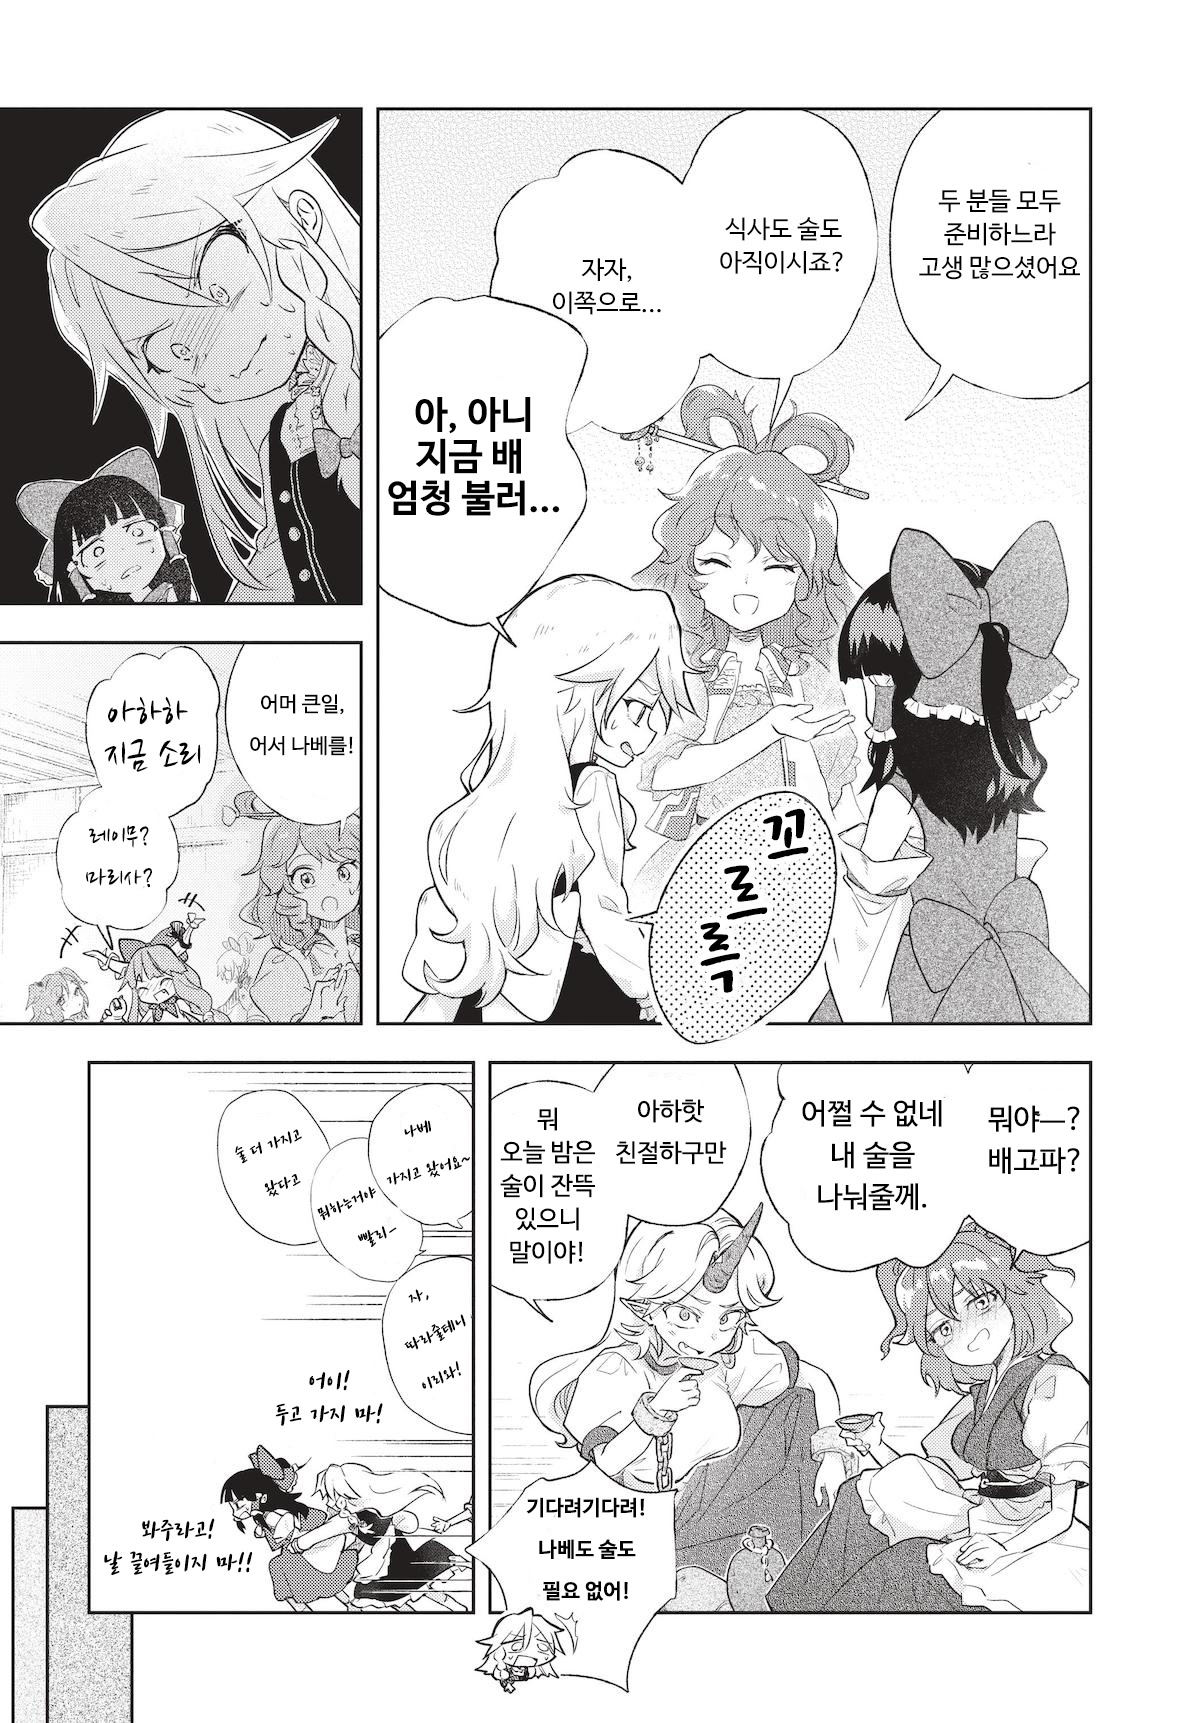 두 분들 모두
준비하느라
고생 많으셨어요
식사도 술도
아직이시죠?
자자,
이쪽으로...
아, 아니
지금 배
엄청 불러...
꼬
르
륵
어머 큰일,
어서 나베를!
아하하
지금 소리
레이무?
마리사?
뭐야—?
배고파?
어쩔 수 없네
내 술을
나눠줄게.
아하핫
친절하구만
뭐
오늘 밤은
술이 잔뜩
있으니
말이야!
기다려기다려!
나베도 술도
필요 없어!
나베
가지고 왔어요~
뭐하는거야
빨리—
술 더 가지고
왔다고
자,
따라줄테니
이리와!
어이!
두고 가지 마!
봐주라고!
날 끌여들이지 마!!